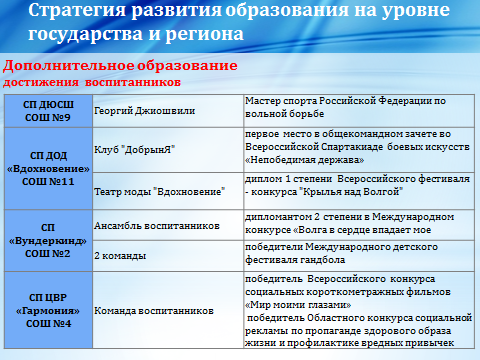 Стратегия развития образования на уровне
государства и региона
Дополнительное образование
достижения воспитанников
СП ДЮСШ
СОШ №9
Георгий Джиошвили
Мастер спорта Российской Федерации по
вольной борьбе
СП ДОД
«Вдохновение»
СОШ №11
Клуб "ДобрынЯ"
первое место в общекомандном зачете во
Всероссийской Спартакиаде боевых искусств
«Непобедимая держава»
Театр моды "Вдохновение"
диплом 1 степени Всероссийского фестиваля
- конкурса "Крылья над Волгой"
СП
«Вундеркинд»
СОШ №2
Ансамбль воспитанников
дипломантом 2 степени в Международном
конкурсе «Волга в сердце впадает мое
2 команды
победители Международного детского
фестиваля гандбола
СП ЦВР
«Гармония»
СОШ №4
Команда воспитанников
победитель Всероссийского конкурса
социальных короткометражных фильмов
«Мир моими глазами»
победитель Областного конкурса социальной
рекламы по пропаганде здорового образа
жизни и профилактике вредных привычек